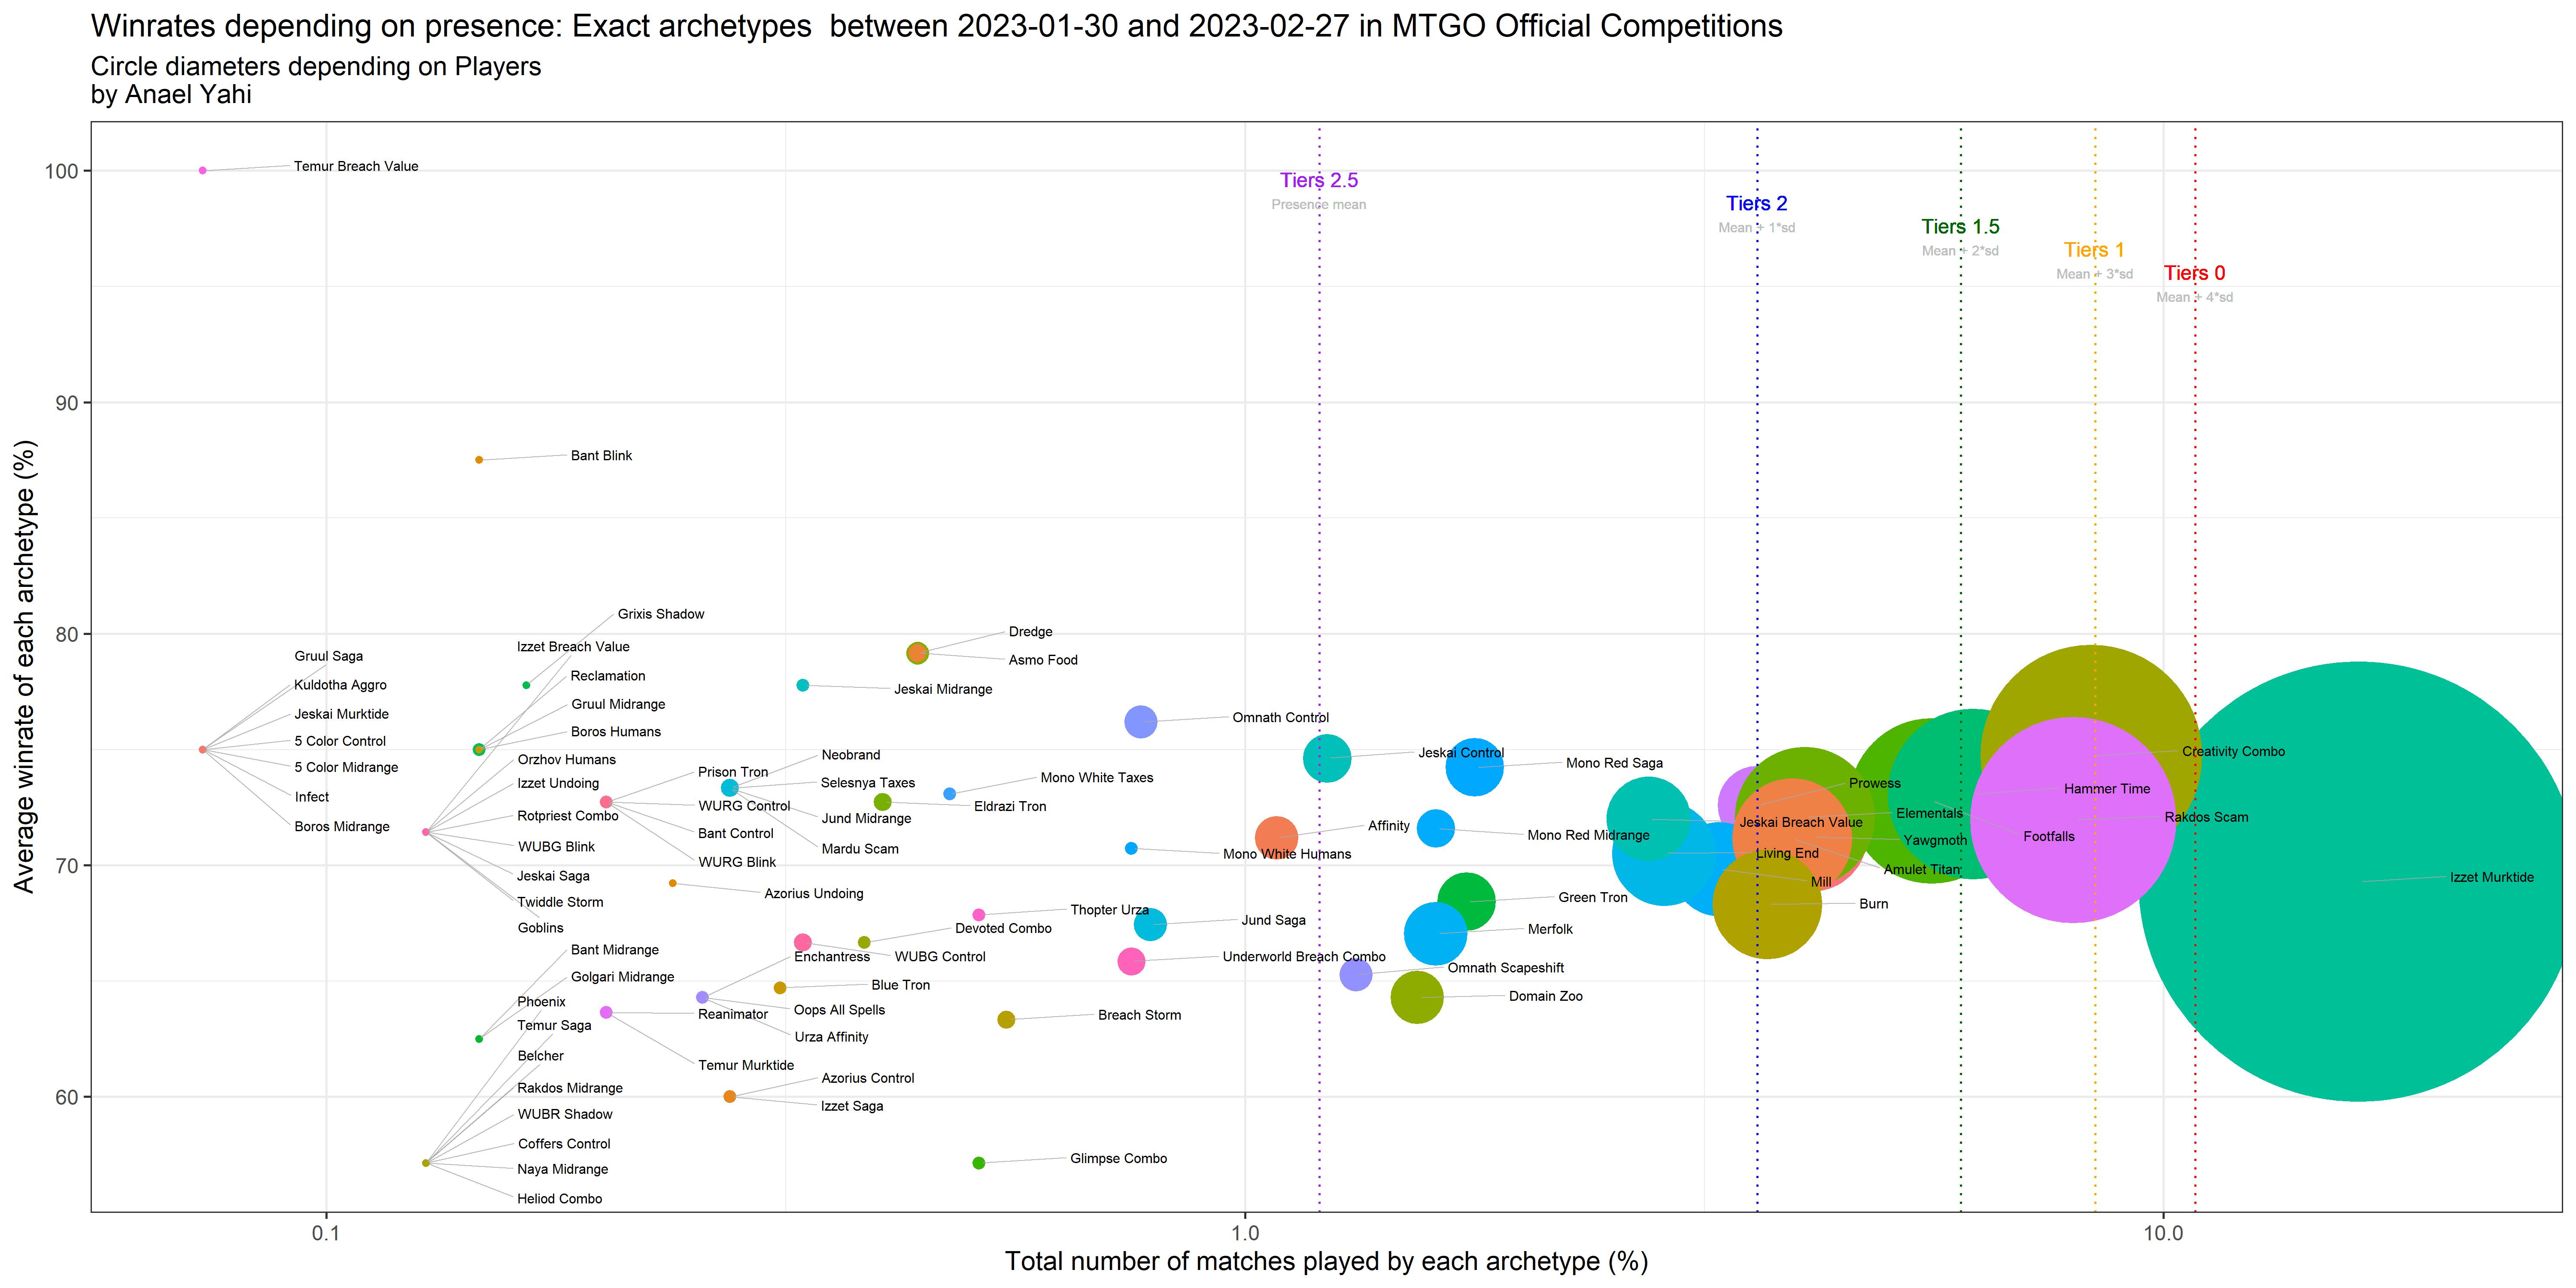 Winrates depending on presence: Exact archetypes  between 2023-01-30 and 2023-02-27 in MTGO Official Competitions
Circle diameters depending on Players
by Anael Yahi
Average winrate of each archetype (%)
100
90
80
70
60
Temur Breach Value
Tiers 2.5
Presence mean
Tiers 2
Mean + 1*sd
Tiers 1.5
Mean + 2*sd
Tiers 1
Mean + 3*sd
Tiers 0
Mean + 4*sd
Bant Blink
Grixis Shadow
Izzet Breach Value
Reclamation
Gruul Midrange
Boros Humans
Gruul Saga
Kuldotha Aggro
Jeskai Murktide
5 Color Control
5 Color Midrange
Infect
Boros Midrange
Orzhov Humans
Izzet Undoing
Rotpriest Combo
WUBG Blink
Jeskai Saga
Twiddle Storm
Goblins
Prison Tron
WURG Control
Bant Control
WURG Blink
Neobrand
Selesnya Taxes
Jund Midrange
Mardu Scam
Dredge
Asmo Food
Jeskai Midrange
Mono White Taxes
Eldrazi Tron
Omnath Control
Affinity
Mono White Humans
Azorius Undoing
Jeskai Control
Mono Red Saga
Mono Red Midrange
Prowess
Jeskai Breach Value
Elementals
Yawgmoth
Living End
Amulet Titan
Mill
Burn
Creativity Combo
Hammer Time
Rakdos Scam
Footfalls
Izzet Murktide
Green Tron
Merfolk
Thopter Urza
Jund Saga
Devoted Combo
WUBG Control
Enchantress
Underworld Breach Combo
Omnath Scapeshift
Domain Zoo
Blue Tron
Oops All Spells
Urza Affinity
Breach Storm
Bant Midrange
Golgari Midrange
Reanimator
Temur Murktide
Azorius Control
Izzet Saga
Phoenix
Temur Saga
Belcher
Rakdos Midrange
WUBR Shadow
Coffers Control
Naya Midrange
Heliod Combo
Glimpse Combo
0.1
1.0
10.0
Total number of matches played by each archetype (%)